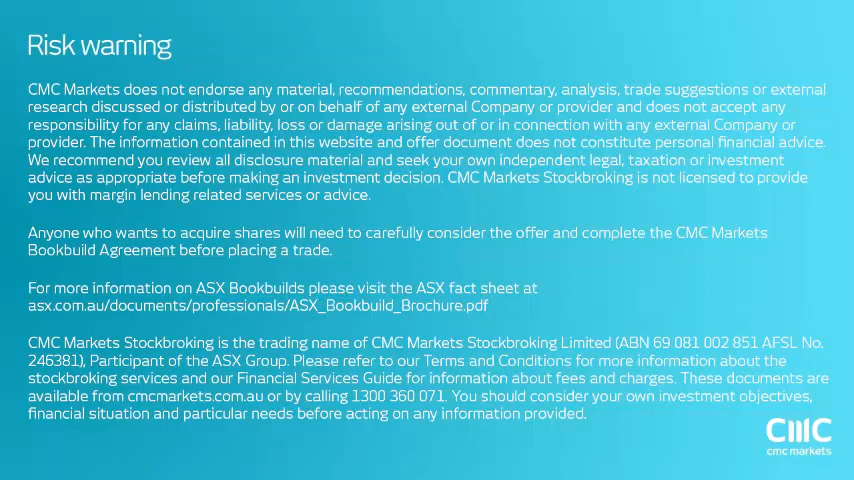 Risk warning
CMC Markets does not endorse any material, recommendations, commentary, analysis, trade suggestions or external
research discussed or distributed by or on behalf of any external Company or provider and does not accept any
responsibility for any claims, liability, loss or damage arising out of or in connection with any external Company or
provider. The information contained in this website and offer document does not constitute personal financial advice.
We recommend you review all disclosure material and seek your own independent legal, taxation or investment
advice as appropriate before making an investment decision. CMC Markets Stockbroking is not licensed to provide
you with margin lending related services or advice.
Anyone who wants to acquire shares will need to carefully consider the offer and complete the CMC Markets
Bookbuild Agreement before placing a trade.
For more information on ASX Bookbuilds please visit the ASX fact sheet at
asx.com.au/documents/professionals/ASX_Bookbuild_Brochure.pdf
CMC Markets Stockbroking is the trading name of CMC Markets Stockbroking Limited (ABN 69 081 002 851 AFSL No.
246381), Participant of the ASX Group. Please refer to our Terms and Conditions for more information about the
stockbroking services and our Financial Services Guide for information about fees and charges. These documents are
available from cmcmarkets.com.au or by calling 1300 360 071. You should consider your own investment objectives,
financial situation and particular needs before acting on any information provided.
CMC
cmc markets